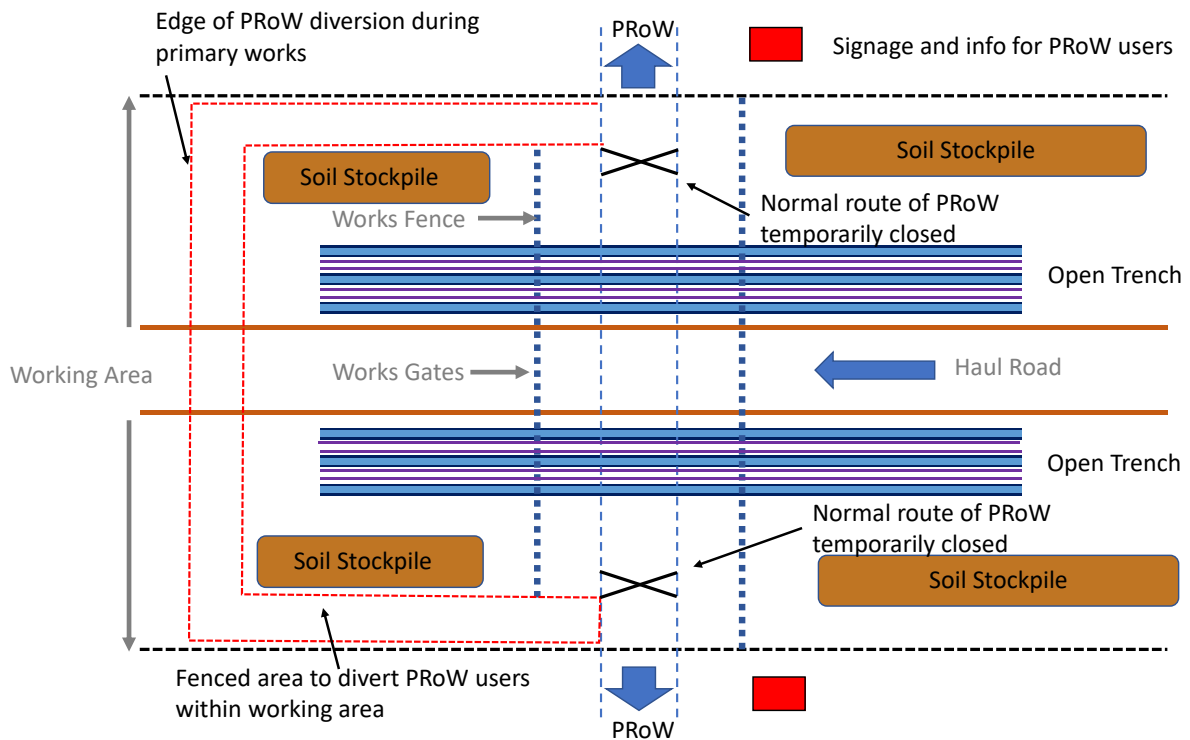 Edge of PRoW diversion during
primary works
PRoW
Signage and info for PRoW users
Soil Stockpile
Soil Stockpile
Works Fence
Normal route of PRoW
temporarily closed
Open Trench
Working Area
Works Gates
Haul Road
Open Trench
Normal route of PRoW
temporarily closed
Soil Stockpile
Soil Stockpile
Fenced area to divert PRoW users
within working area
PRoW